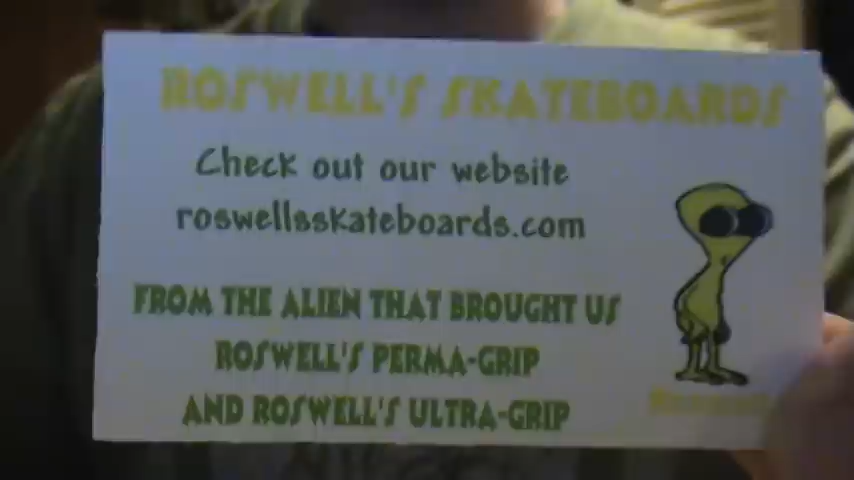 ROSWELL'S SKATEBOARDS
Check out our website
roswellsskateboards.com
FROM THE ALIEN THAT BROUGHT US
ROSWELL'S PERMA-GRIP
AND ROSWELL'S ULTRA-GRIP